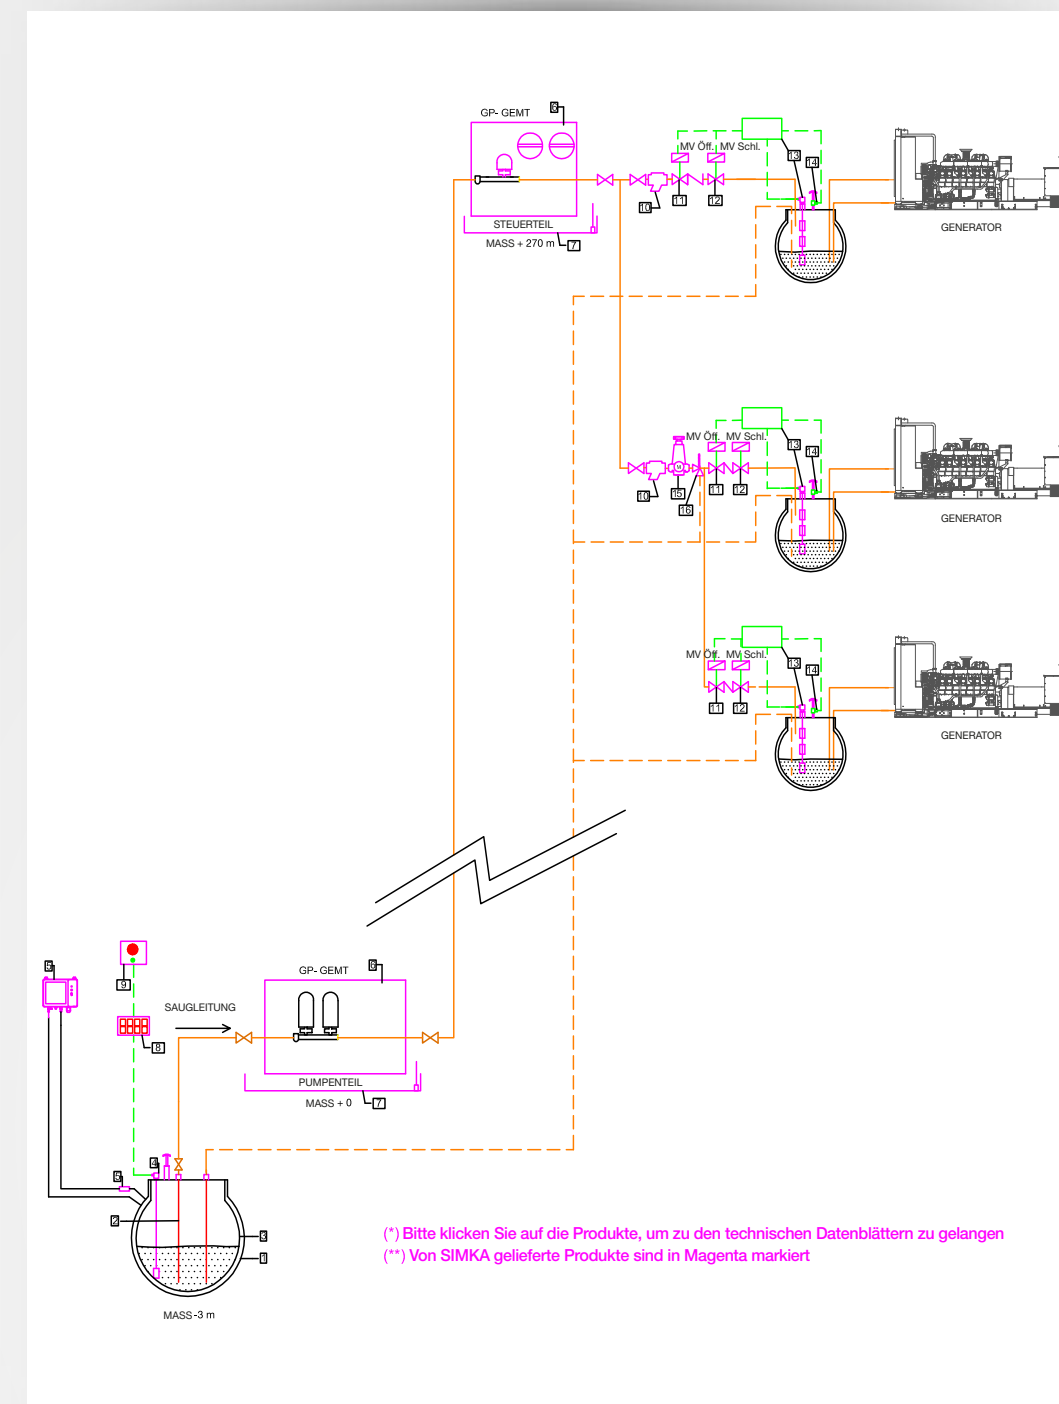 GP- GEMT
6
MV Öff.
MV Schl.
13
14
10
11
12
STEUERTEIL
MASS + 270 m
7
GENERATOR
MV Öff.
MV Schl.
13
14
10
15
11
12
16
GENERATOR
MV Öff.
MV Schl.
13
14
11
12
GENERATOR
5
9
GP- GEMT
6
SAUGLEITUNG
8
PUMPENTEIL
MASS + 0
7
4
5
2
3
1
(*) Bitte klicken Sie auf die Produkte, um zu den technischen Datenblättern zu gelangen
(**) Von SIMKA gelieferte Produkte sind in Magenta markiert
MASS -3 m